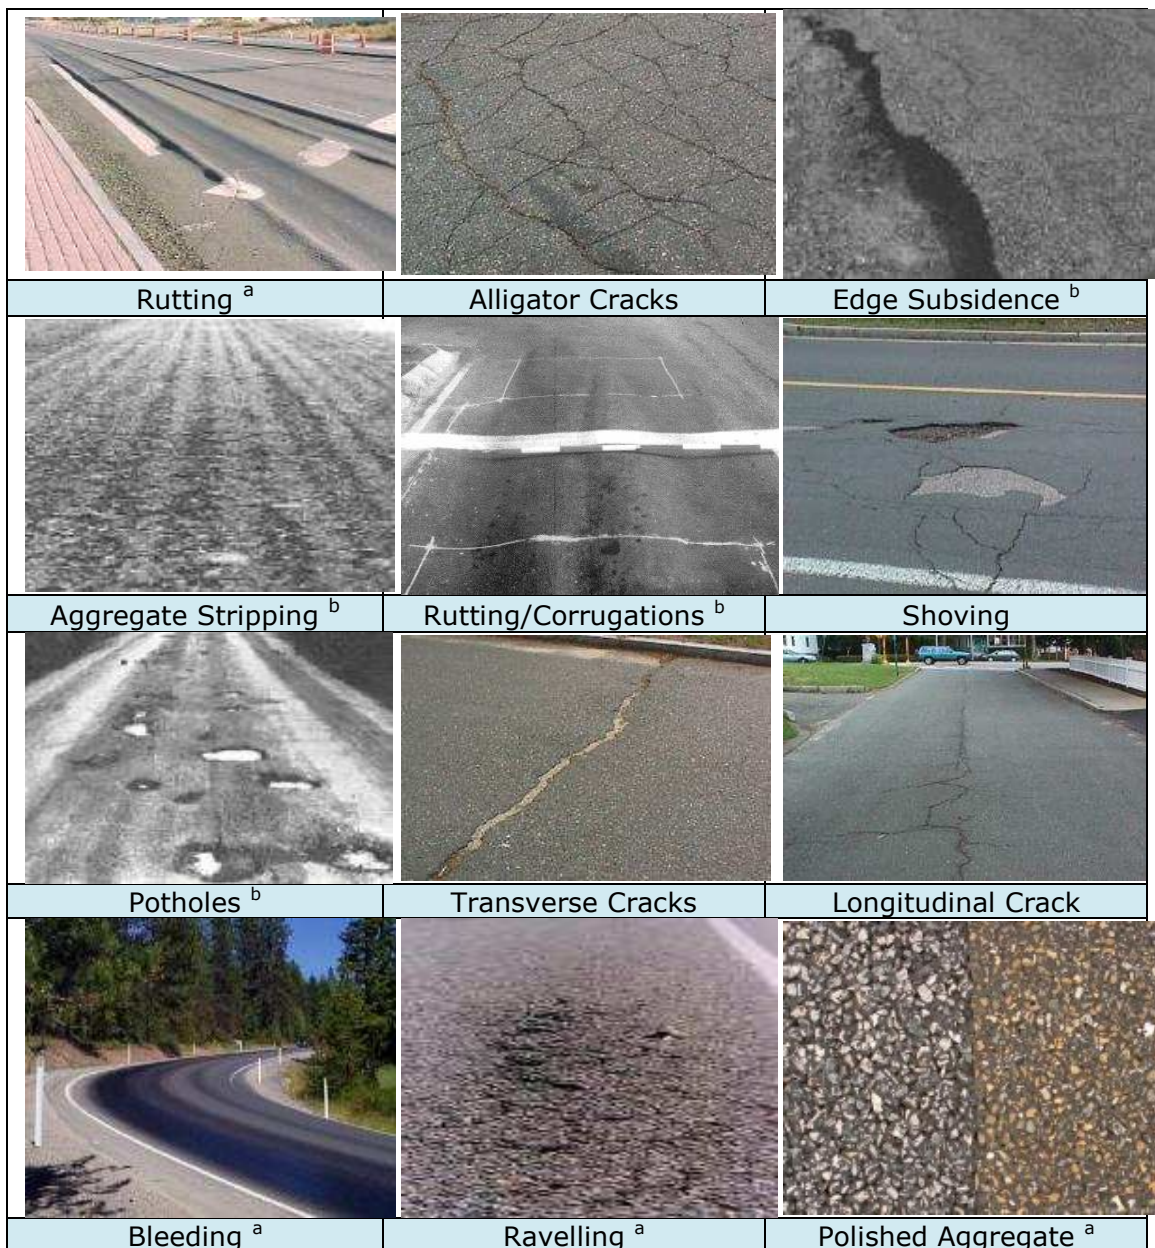 Rutting a
Alligator Cracks
Edge Subsidence b
Aggregate Stripping b
Rutting/Corrugations b
Shoving
Potholes b
Transverse Cracks
Longitudinal Crack
Bleeding a
Ravelling a
Polished Aggregate a